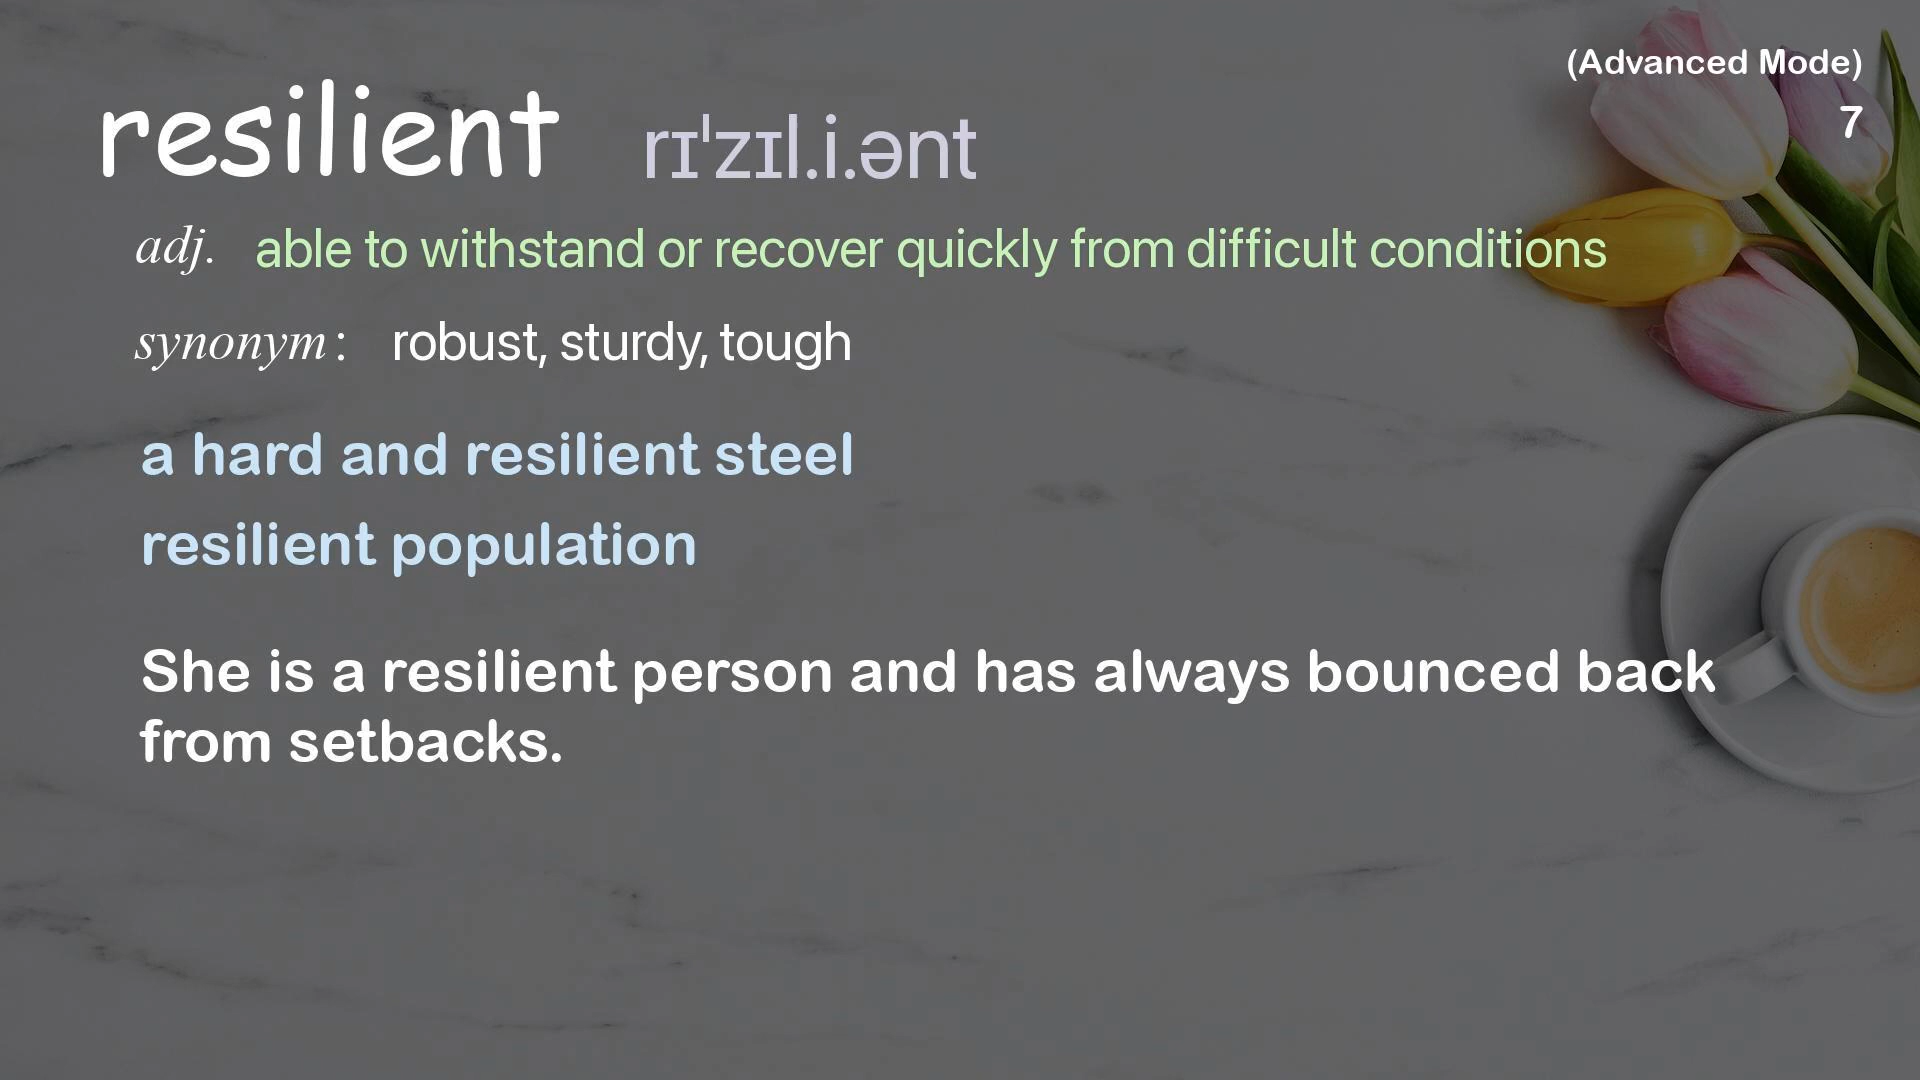 (Advanced Mode)
7
resilient rɪˈzɪl.i.ənt
adj. able to withstand or recover quickly from difficult conditions
synonym : robust, sturdy, tough
a hard and resilient steel
resilient population
She is a resilient person and has always bounced back
from setbacks.